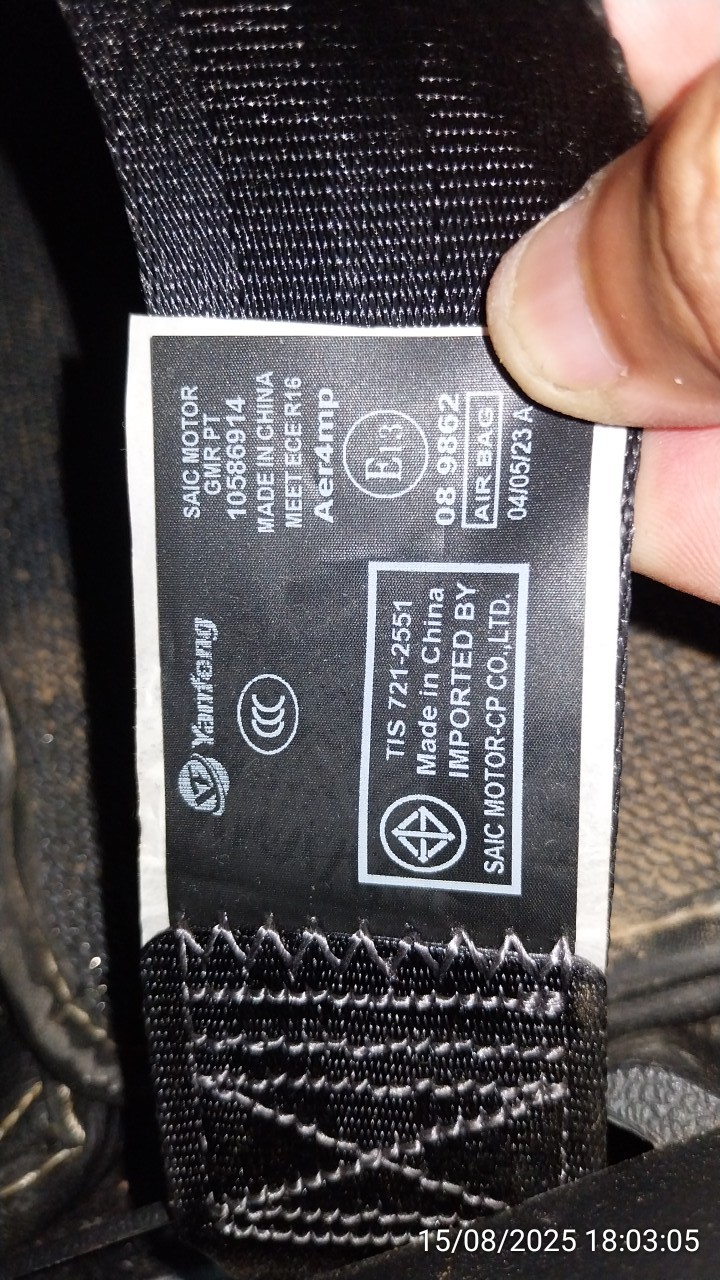 SAIC MOTOR
GMR PT
10586914
MADE IN CHINA
MEET ECE R16
Aer4mp
E13
08 9862
AIR BAG
04/05/23 A
Yanfeng
CCC
TIS 721-2551
Made in China
IMPORTED BY
SAIC MOTOR-CP CO.,LTD.
15/08/2025 18:03:05